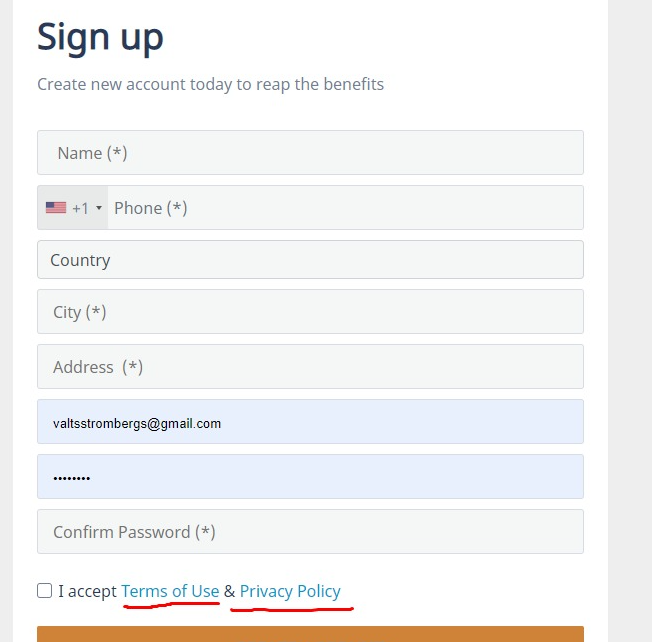 Sign up
Create new account today to reap the benefits
Name (*)
+1 Phone (*)
Country
City (*)
Address (*)
valtsstrombergs@gmail.com
••••••••
Confirm Password (*)
I accept Terms of Use & Privacy Policy